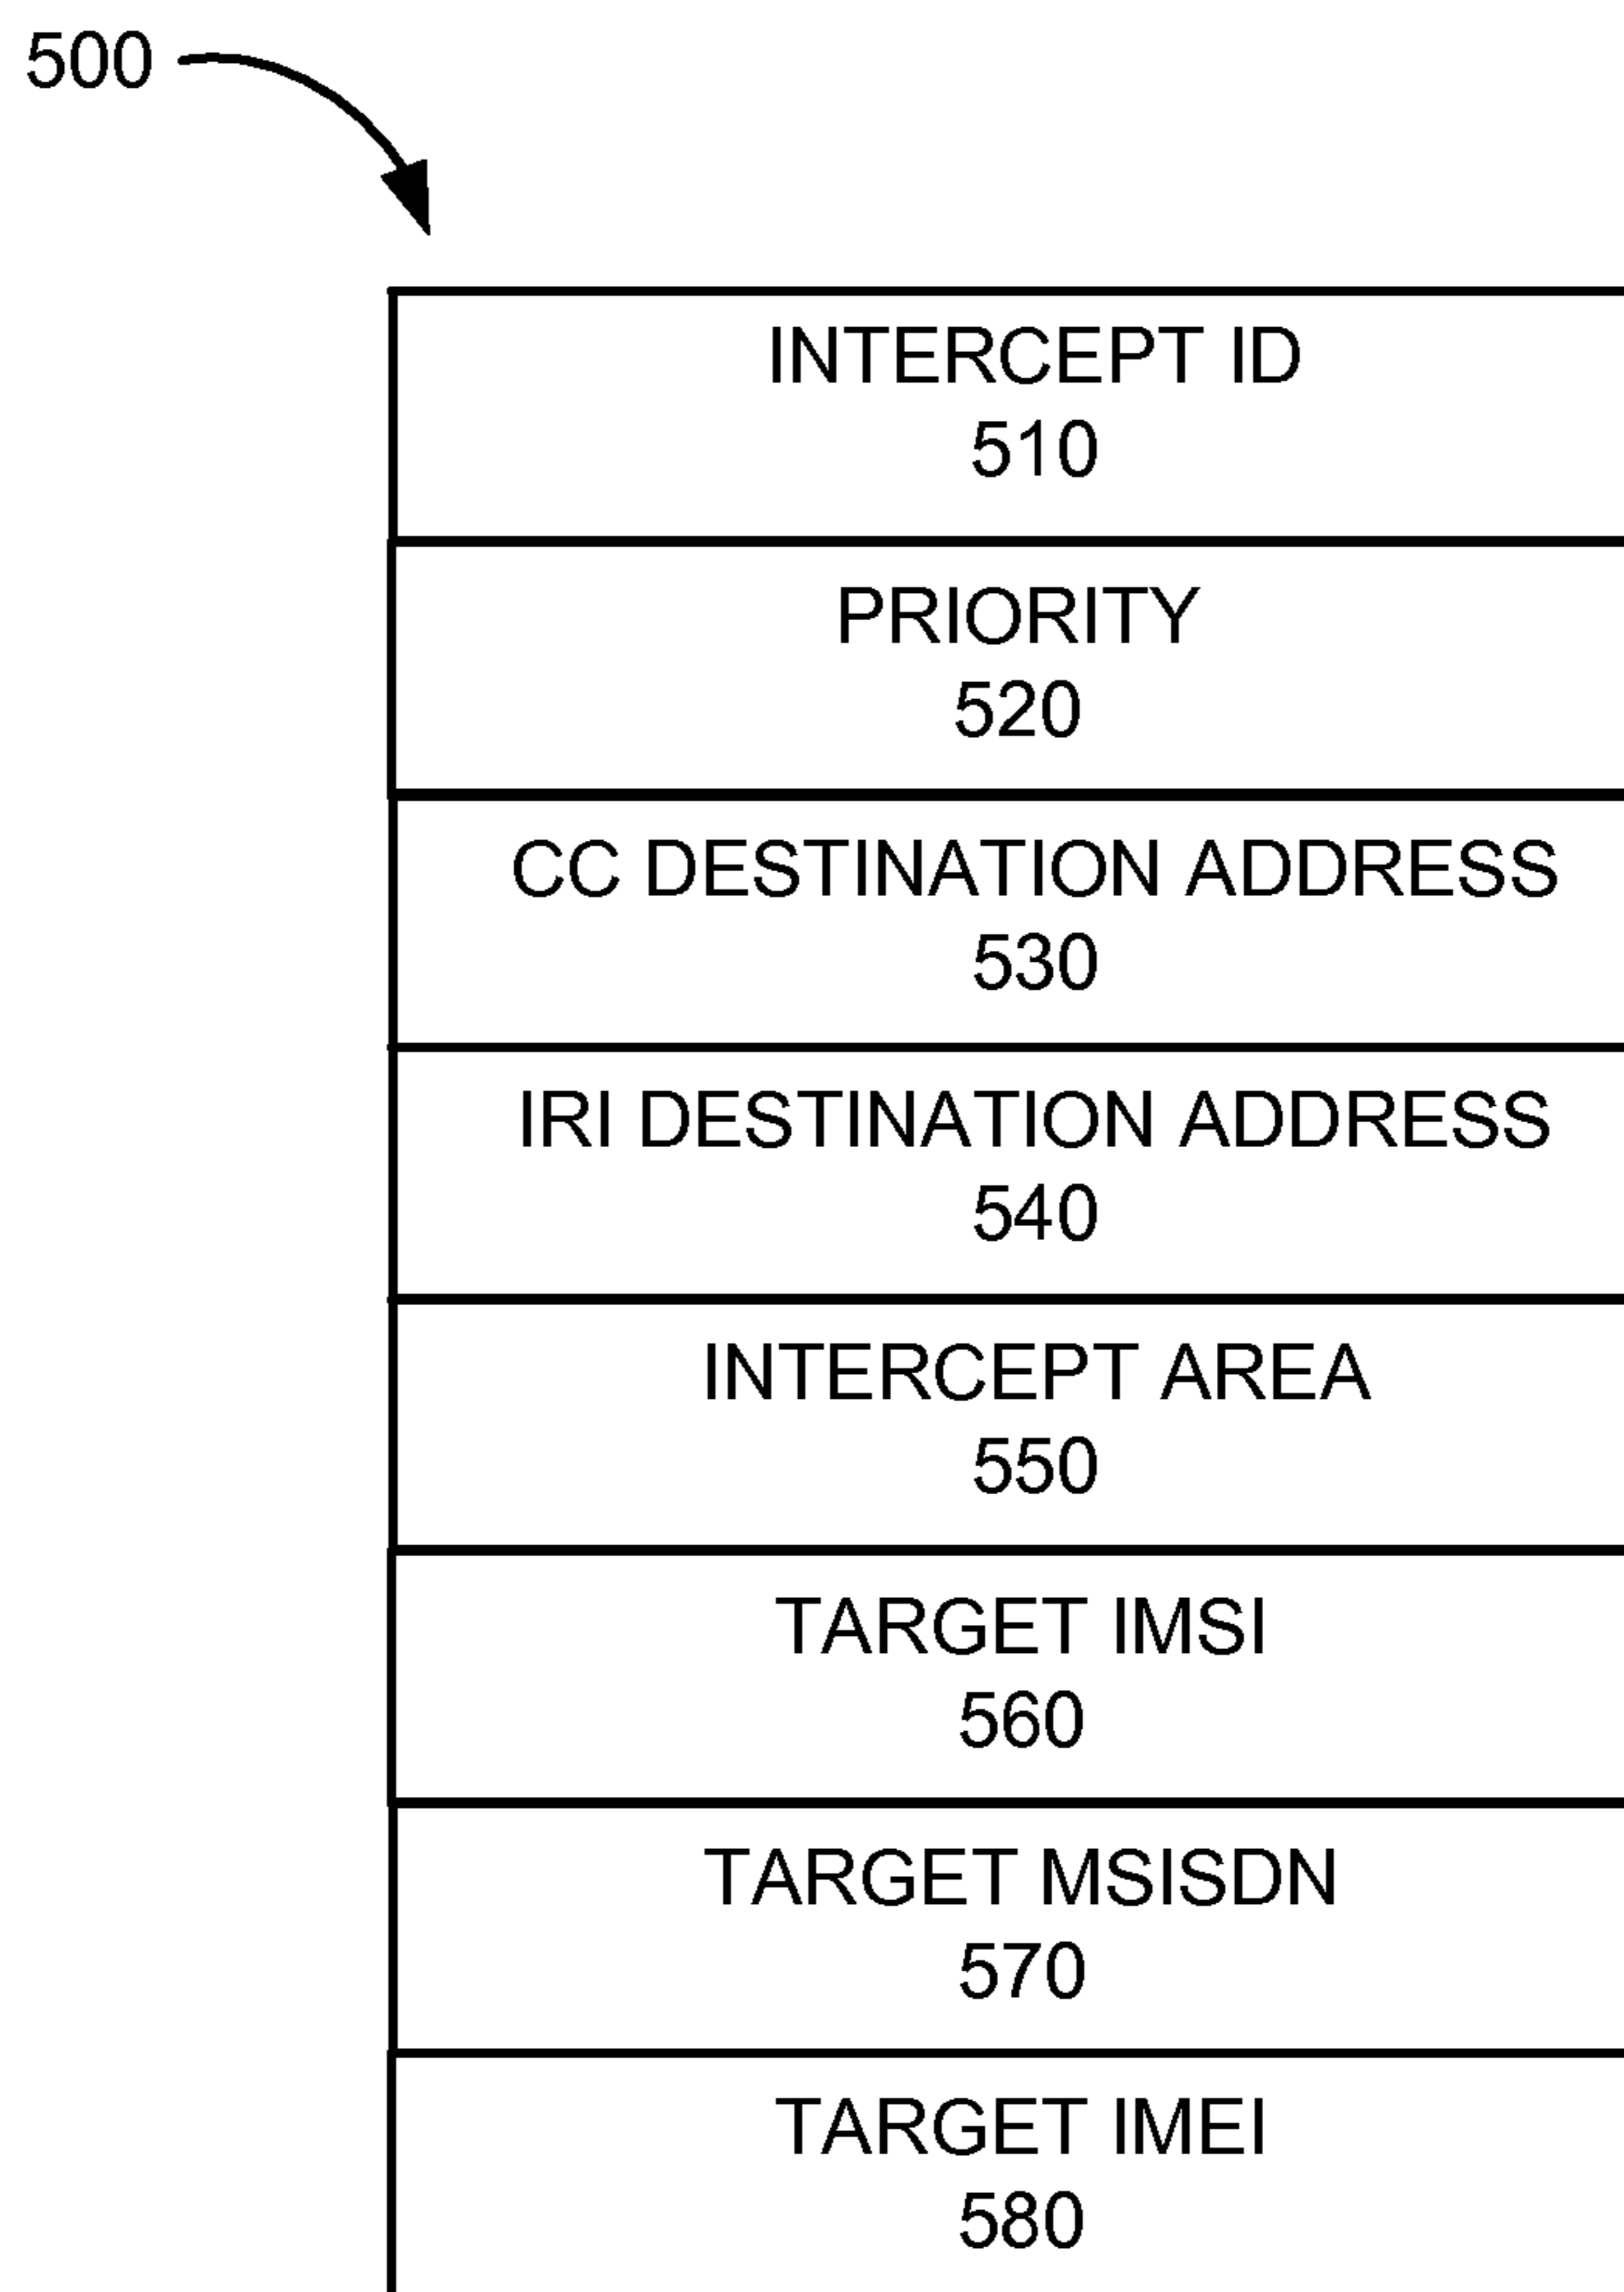 500
INTERCEPT ID
510
PRIORITY
520
CC DESTINATION ADDRESS
530
IRI DESTINATION ADDRESS
540
INTERCEPT AREA
550
TARGET IMSI
560
TARGET MSISDN
570
TARGET IMEI
580